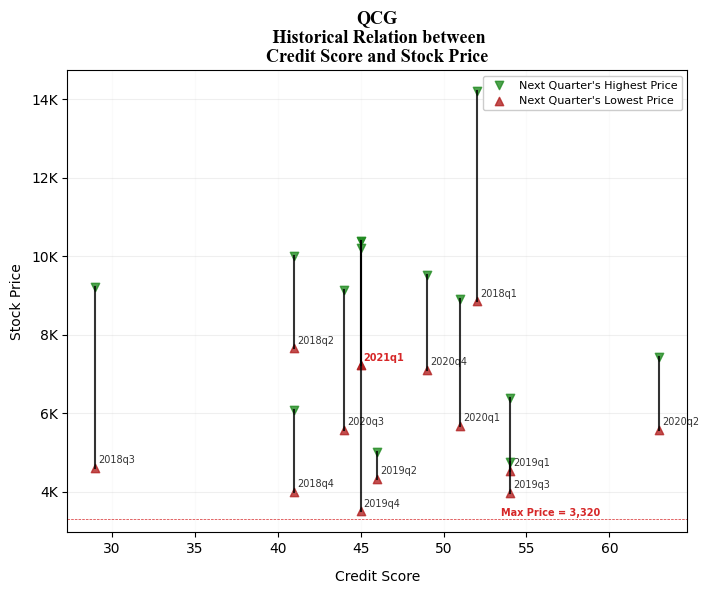 QCG
Historical Relation between
Credit Score and Stock Price
Next Quarter's Highest Price
Next Quarter's Lowest Price
14K
12K
10K
8K
6K
4K
Stock Price
2018q1
2018q2
2021q1
2020q4
2020q3
2020q1
2020q2
2018q3
2019q2
2019q1
2018q4
2019q3
2019q4
Max Price = 3,320
30
35
40
45
50
55
60
Credit Score